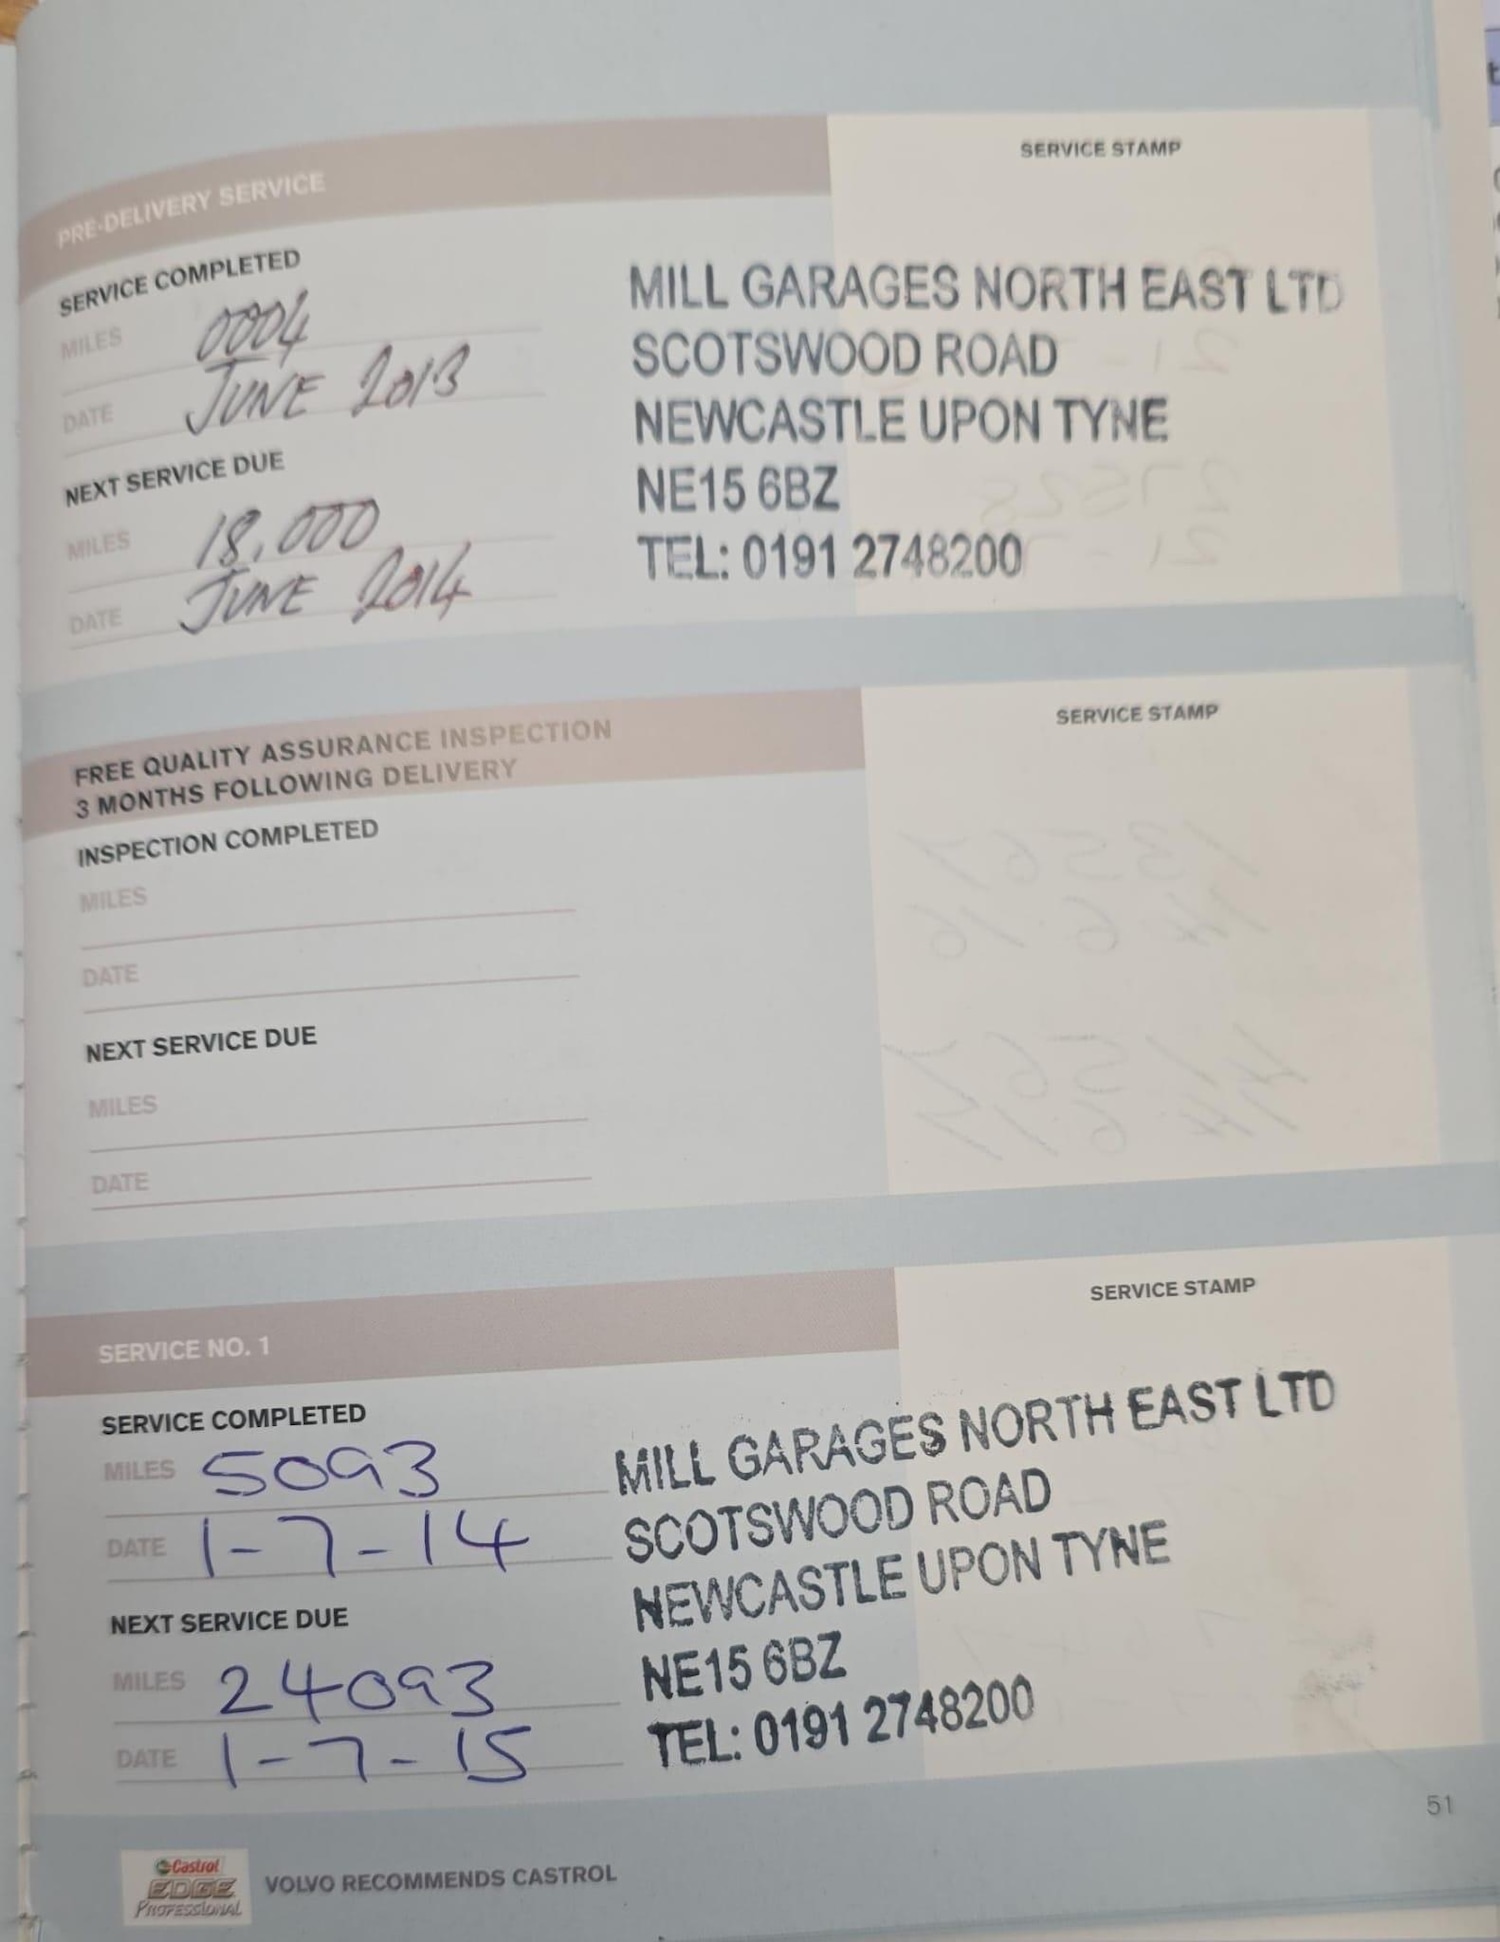 PRE-DELIVERY SERVICE
SERVICE STAMP
SERVICE COMPLETED
MILES 0004
DATE JUNE 2013
NEXT SERVICE DUE
MILES 18,000
DATE JUNE 2014
MILL GARAGES NORTH EAST LTD
SCOTSWOOD ROAD
NEWCASTLE UPON TYNE
NE15 6BZ
TEL: 0191 2748200
FREE QUALITY ASSURANCE INSPECTION
3 MONTHS FOLLOWING DELIVERY
SERVICE STAMP
INSPECTION COMPLETED
MILES
DATE
NEXT SERVICE DUE
MILES
DATE
SERVICE NO. 1
SERVICE STAMP
SERVICE COMPLETED
MILES 5093
DATE 1-7-14
NEXT SERVICE DUE
MILES 24093
DATE 1-7-15
MILL GARAGES NORTH EAST LTD
SCOTSWOOD ROAD
NEWCASTLE UPON TYNE
NE15 6BZ
TEL: 0191 2748200
51
Castrol
EDGE
PROFESSIONAL
VOLVO RECOMMENDS CASTROL